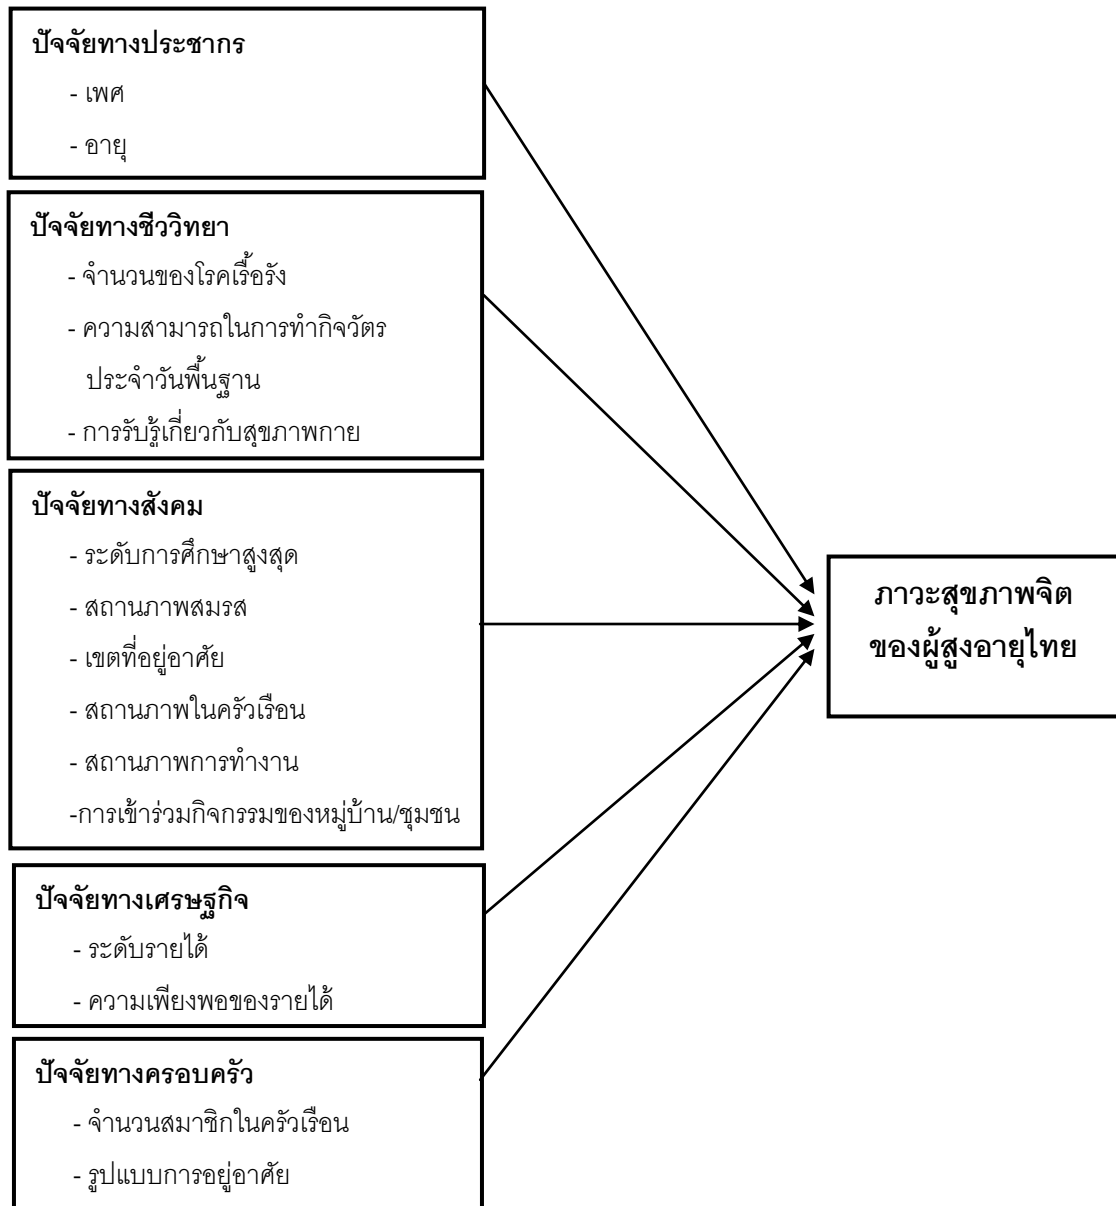 ปัจจัยทางประชากร
- เพศ
- อายุ
ปัจจัยทางชีววิทยา
- จำนวนของโรคเรื้อรัง
- ความสามารถในการทำกิจวัตร
ประจำวันพื้นฐาน
- การรับรู้เกี่ยวกับสุขภาพกาย
ปัจจัยทางสังคม
- ระดับการศึกษาสูงสุด
- สถานภาพสมรส
- เขตที่อยู่อาศัย
- สถานภาพในครัวเรือน
- สถานภาพการทำงาน
-การเข้าร่วมกิจกรรมของหมู่บ้าน/ชุมชน
ปัจจัยทางเศรษฐกิจ
- ระดับรายได้
- ความเพียงพอของรายได้
ปัจจัยทางครอบครัว
- จำนวนสมาชิกในครัวเรือน
- รูปแบบการอยู่อาศัย
ภาวะสุขภาพจิต
ของผู้สูงอายุไทย